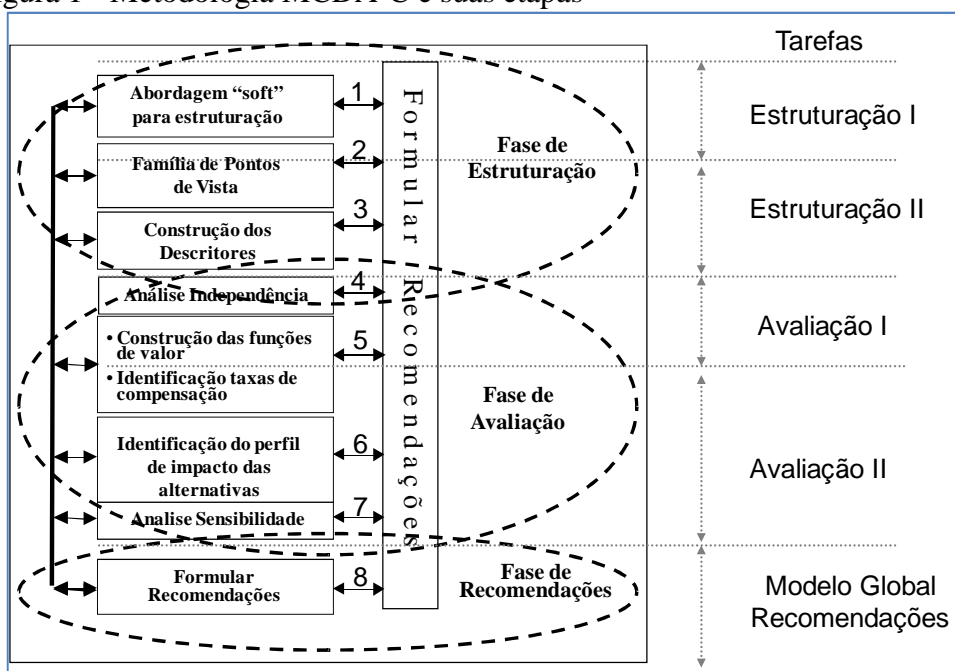 gura 1 - Metodologia MCDA-C e suas etapas
Tarefas
Abordagem “soft”
para estruturação
1
Família de Pontos
de Vista
2
Construção dos
Descritores
3
Análise Independência
4
• Construção das funções
de valor
• Identificação taxas de
compensação
5
Identificação do perfil
de impacto das
alternativas
6
Analise Sensibilidade
7
Formular
Recomendações
8
Formular Recomendações
Fase de
Estruturação
Fase de
Avaliação
Fase de
Recomendações
Estruturação I
Estruturação II
Avaliação I
Avaliação II
Modelo Global
Recomendações